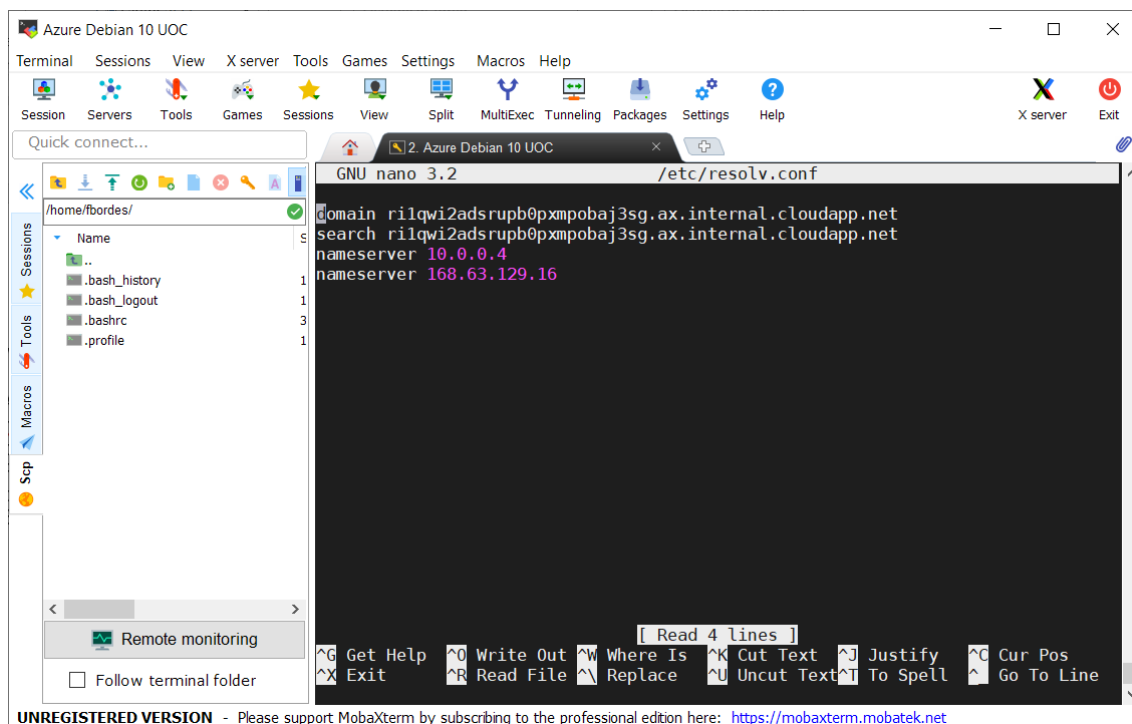 Azure Debian 10 UOC
Terminal Sessions View X server Tools Games Settings Macros Help
Session Servers Tools Games Sessions View Split MultiExec Tunneling Packages Settings Help X server Exit
Quick connect...
2. Azure Debian 10 UOC
/home/fbordes/
Name S
..
.bash_history 1
.bash_logout 1
.bashrc 3
.profile 1
Sessions
Tools
Macros
Scp
Remote monitoring
Follow terminal folder
GNU nano 3.2 /etc/resolv.conf
domain ri1qwi2adsrupb0pxmpobaj3sg.ax.internal.cloudapp.net
search ri1qwi2adsrupb0pxmpobaj3sg.ax.internal.cloudapp.net
nameserver 10.0.0.4
nameserver 168.63.129.16
[ Read 4 lines ]
^G Get Help ^O Write Out ^W Where Is ^K Cut Text ^J Justify ^C Cur Pos
^X Exit ^R Read File ^\ Replace ^U Uncut Text ^T To Spell ^_ Go To Line
UNREGISTERED VERSION - Please support MobaXterm by subscribing to the professional edition here: https://mobaxterm.mobatek.net